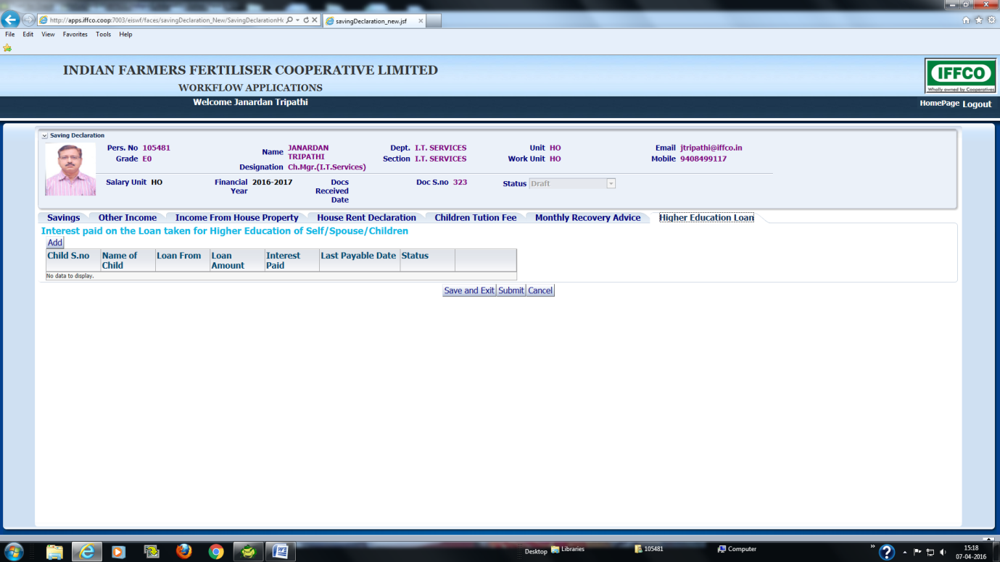 http://apps.iffco.coop:7003/eiswf/faces/savingDeclaration_New/SavingDeclarationHo
savingDeclaration_new.jsf
File Edit View Favorites Tools Help
INDIAN FARMERS FERTILISER COOPERATIVE LIMITED
WORKFLOW APPLICATIONS
IFFCO
Wholly owned by Cooperatives
Welcome Janardan Tripathi
HomePage Logout
Saving Declaration
Pers. No 105481 Name JANARDAN TRIPATHI Dept. I.T. SERVICES Unit HO Email jtripathi@iffco.in
Grade E0 Designation Ch.Mgr.(I.T.Services) Section I.T. SERVICES Work Unit HO Mobile 9408499117
Salary Unit HO Financial Year 2016-2017 Docs Received Date Doc S.no 323 Status Draft
Savings Other Income Income From House Property House Rent Declaration Children Tution Fee Monthly Recovery Advice Higher Education Loan
Interest paid on the Loan taken for Higher Education of Self/Spouse/Children
Add
Child S.no Name of Child Loan From Loan Amount Interest Paid Last Payable Date Status
No data to display.
Save and Exit Submit Cancel
Desktop Libraries 105481 Computer
15:18
07-04-2016